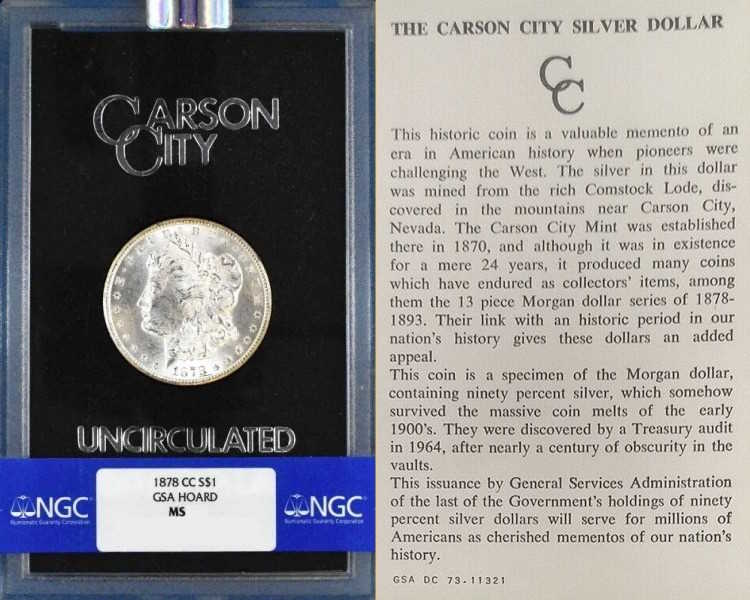 CARSON
CITY
1878
UNCIRCULATED
1878 CC S$1
GSA HOARD
MS
NGC
Numismatic Guaranty Corporation
NGC
Numismatic Guaranty Corporation
THE CARSON CITY SILVER DOLLAR
CC
This historic coin is a valuable memento of an
era in American history when pioneers were
challenging the West. The silver in this dollar
was mined from the rich Comstock Lode, dis-
covered in the mountains near Carson City,
Nevada. The Carson City Mint was established
there in 1870, and although it was in existence
for a mere 24 years, it produced many coins
which have endured as collectors' items, among
them the 13 piece Morgan dollar series of 1878-
1893. Their link with an historic period in our
nation's history gives these dollars an added
appeal.
This coin is a specimen of the Morgan dollar,
containing ninety percent silver, which somehow
survived the massive coin melts of the early
1900's. They were discovered by a Treasury audit
in 1964, after nearly a century of obscurity in the
vaults.
This issuance by General Services Administration
of the last of the Government's holdings of ninety
percent silver dollars will serve for millions of
Americans as cherished mementos of our nation's
history.
GSA DC 73-11321